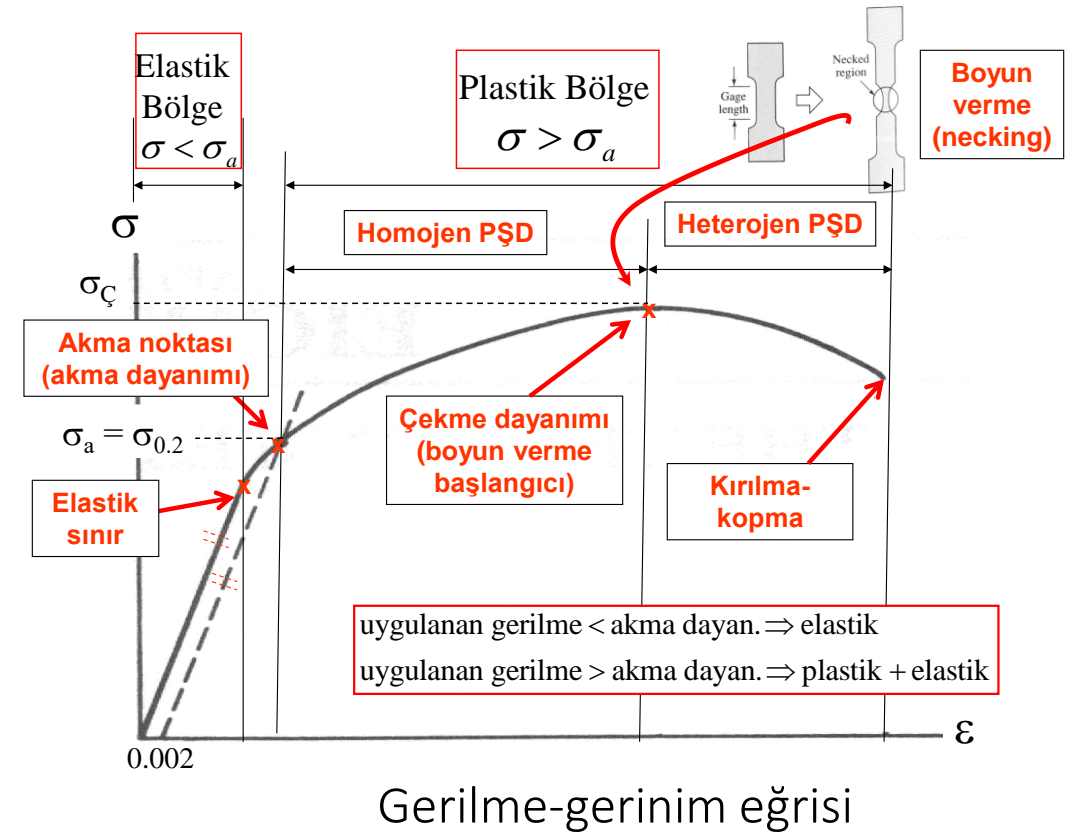 Elastik
Bölge
σ < σa
Plastik Bölge
σ > σa
Gage
length
Necked
region
Boyun
verme
(necking)
Homojen PŞD
Heterojen PŞD
σ
σÇ
Akma noktası
(akma dayanımı)
σa = σ0.2
Elastik
sınır
Çekme dayanımı
(boyun verme
başlangıcı)
Kırılma-
kopma
uygulanan gerilme < akma dayan. ⇒ elastik
uygulanan gerilme > akma dayan. ⇒ plastik + elastik
ε
0.002
Gerilme-gerinim eğrisi